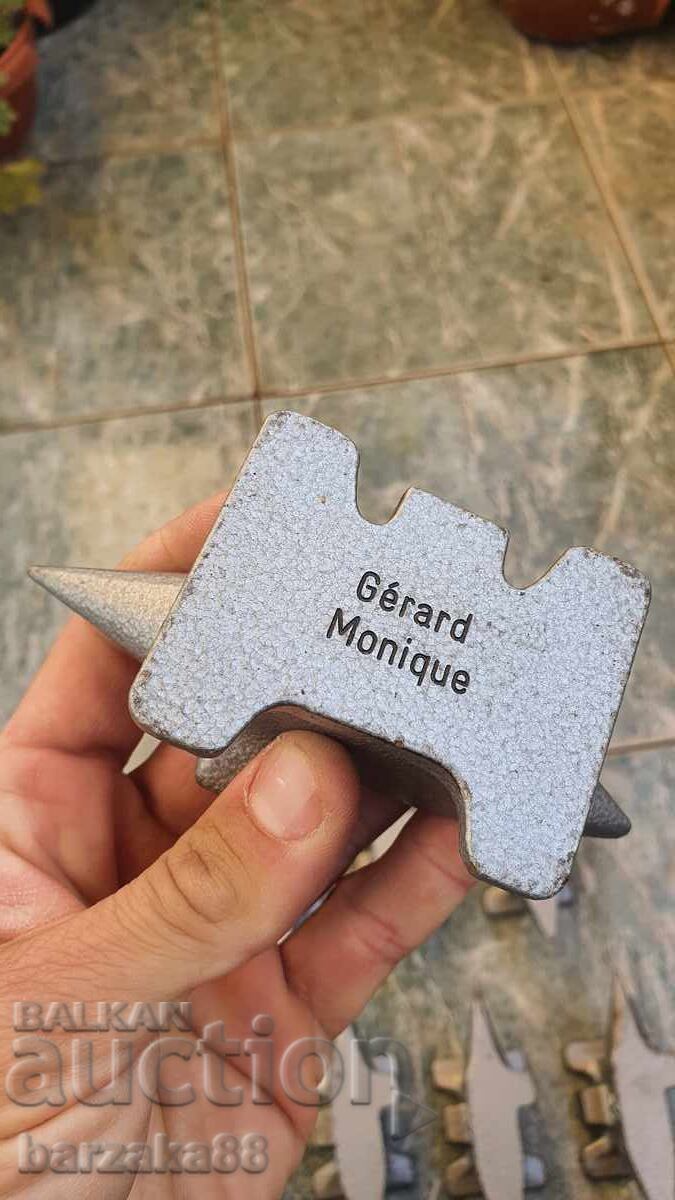 Gérard
Monique
BALKAN
auction
barzaka88